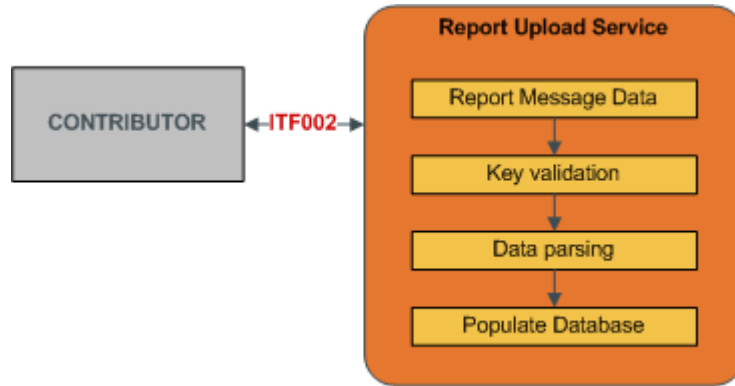 Report Upload Service
CONTRIBUTOR
ITF002
Report Message Data
Key validation
Data parsing
Populate Database